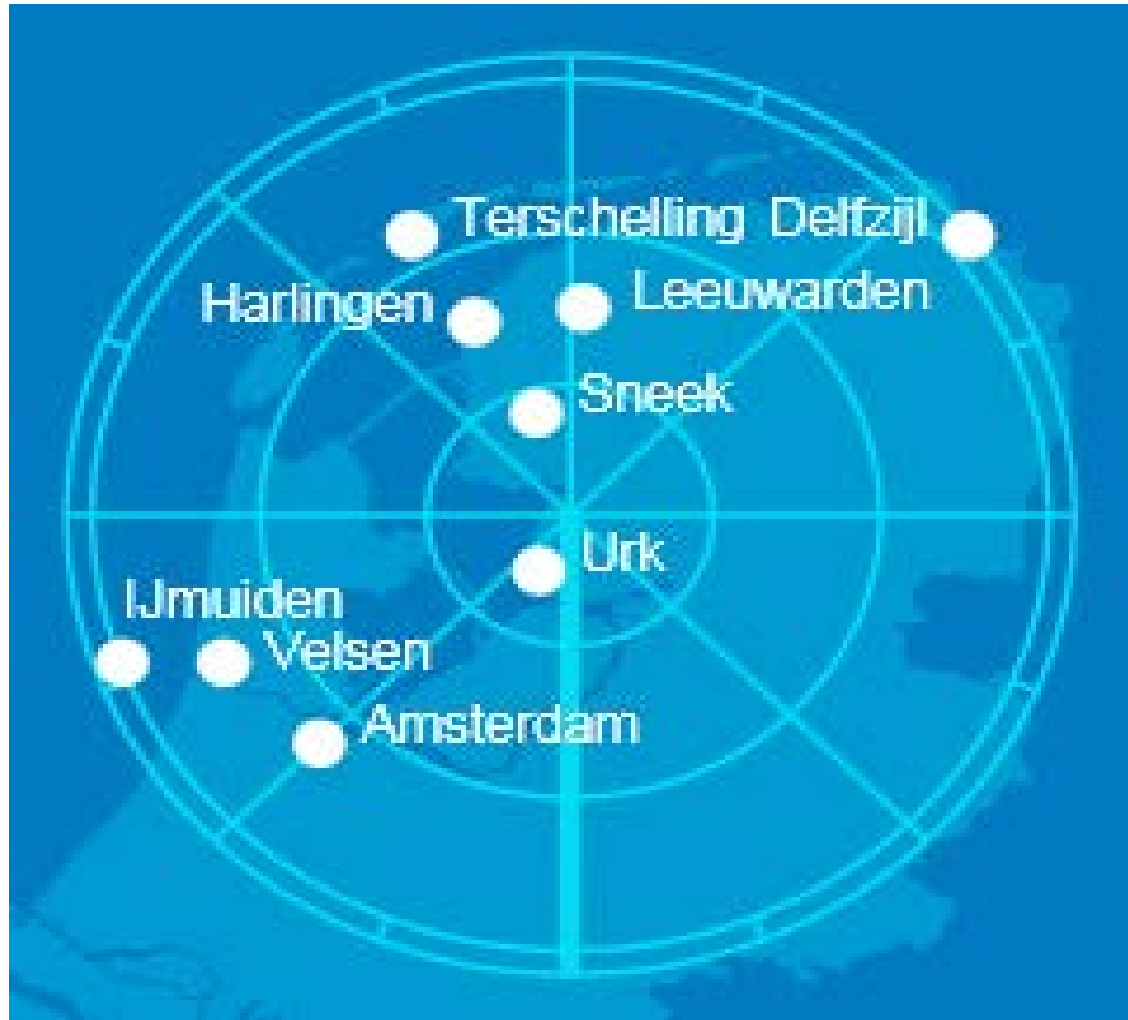 Terschelling
Delfzijl
Harlingen
Leeuwarden
Sneek
Urk
IJmuiden
Velsen
Amsterdam